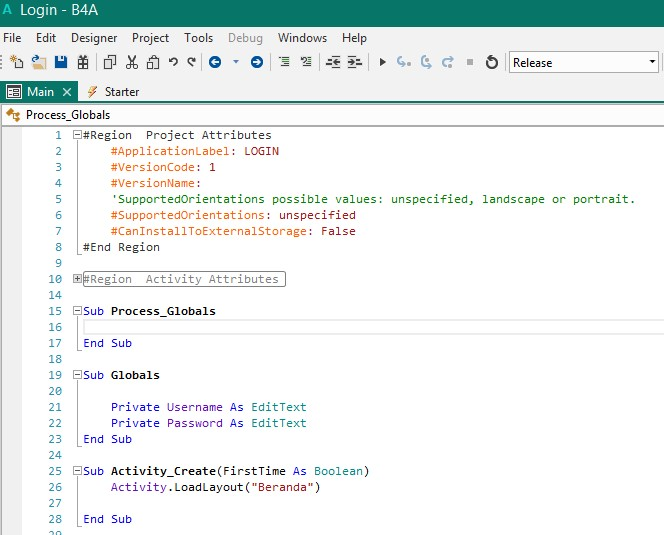 A Login - B4A
File Edit Designer Project Tools Debug Windows Help
Release
Main × Starter
Process_Globals
1 #Region Project Attributes
2 #ApplicationLabel: LOGIN
3 #VersionCode: 1
4 #VersionName:
5 'SupportedOrientations possible values: unspecified, landscape or portrait.
6 #SupportedOrientations: unspecified
7 #CanInstallToExternalStorage: False
8 #End Region
9
10 #Region Activity Attributes
14
15 Sub Process_Globals
16
17 End Sub
18
19 Sub Globals
20
21 Private Username As EditText
22 Private Password As EditText
23 End Sub
24
25 Sub Activity_Create(FirstTime As Boolean)
26 Activity.LoadLayout("Beranda")
27
28 End Sub
29